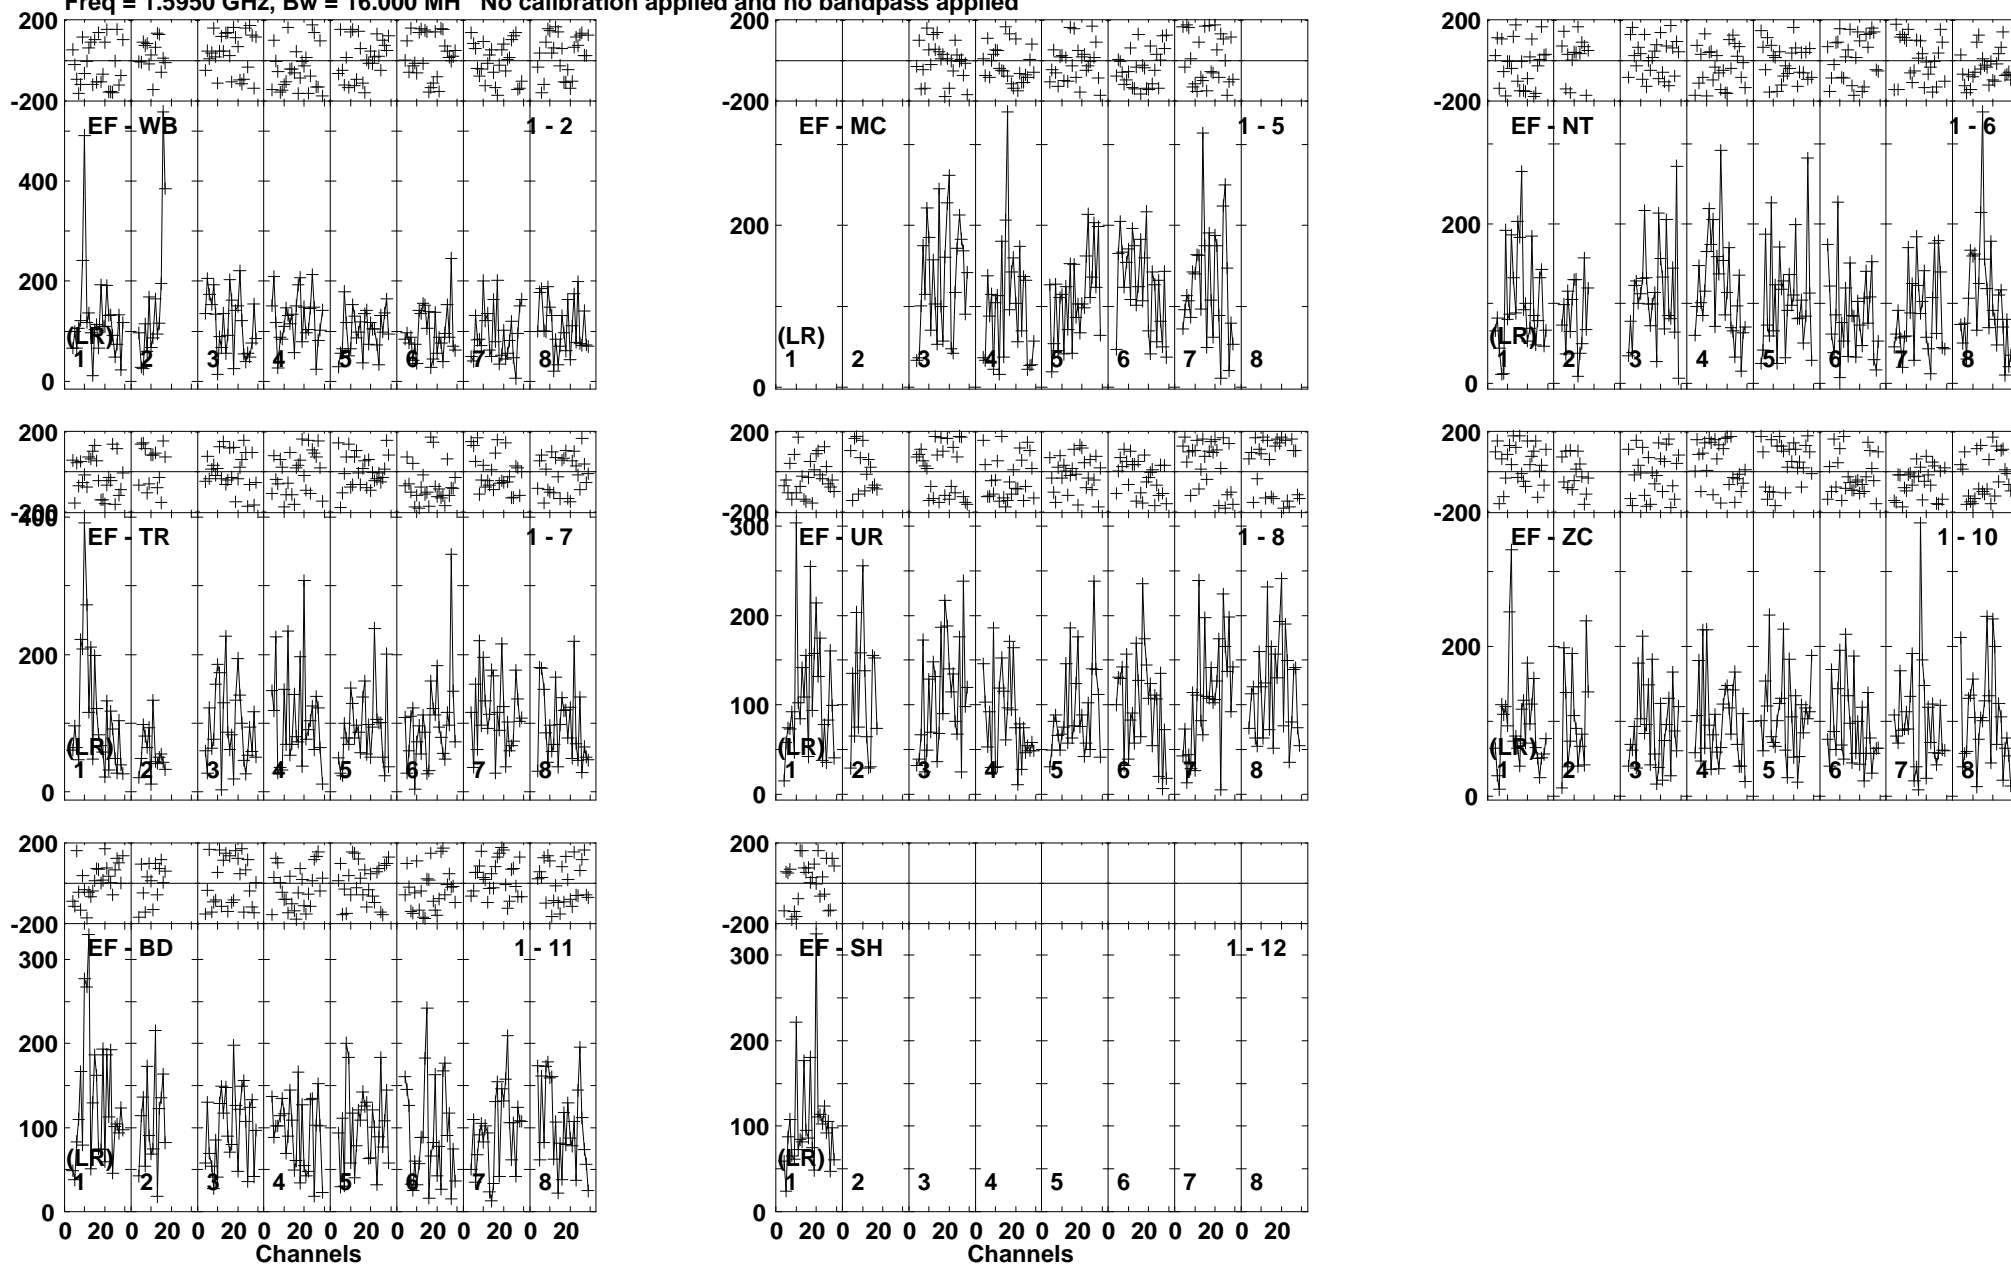 Freq = 1.5950 GHz, Bw = 16.000 MH No calibration applied and no bandpass applied
200 200 200
-200 -200 -200
EF - WB 1 - 2 EF - MC 1 - 5 EF - NT 1 - 6
400
200 200 200
(LR) (LR) (LR)
1 2 3 4 5 6 7 8 1 2 3 4 5 6 7 8 1 2 3 4 5 6 7 8
0 0 0
200 200 200
-200 -200 -200
400 300
EF - TR 1 - 7 EF - UR 1 - 8 EF - ZC 1 - 10
200 200 200
100
(LR) (LR) (LR)
1 2 3 4 5 6 7 8 1 2 3 4 5 6 7 8 1 2 3 4 5 6 7 8
0 0 0
200 200
-200 -200
EF - BD 1 - 11 EF - SH 1 - 12
300 300
200 200
100 100
(LR) (LR)
1 2 3 4 5 6 7 8 1 2 3 4 5 6 7 8
0 0
0 20 0 20 0 20 0 20 0 20 0 20 0 20 0 20 0 20 0 20 0 20 0 20 0 20 0 20 0 20 0 20
Channels Channels